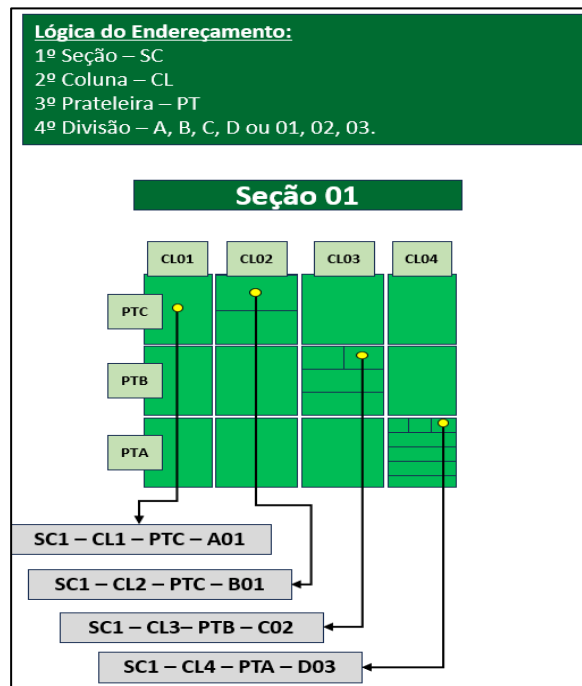 Lógica do Endereçamento:
1º Seção – SC
2º Coluna – CL
3º Prateleira – PT
4º Divisão – A, B, C, D ou 01, 02, 03.
Seção 01
CL01 CL02 CL03 CL04
PTC
PTB
PTA
SC1 – CL1 – PTC – A01
SC1 – CL2 – PTC – B01
SC1 – CL3– PTB – C02
SC1 – CL4 – PTA – D03